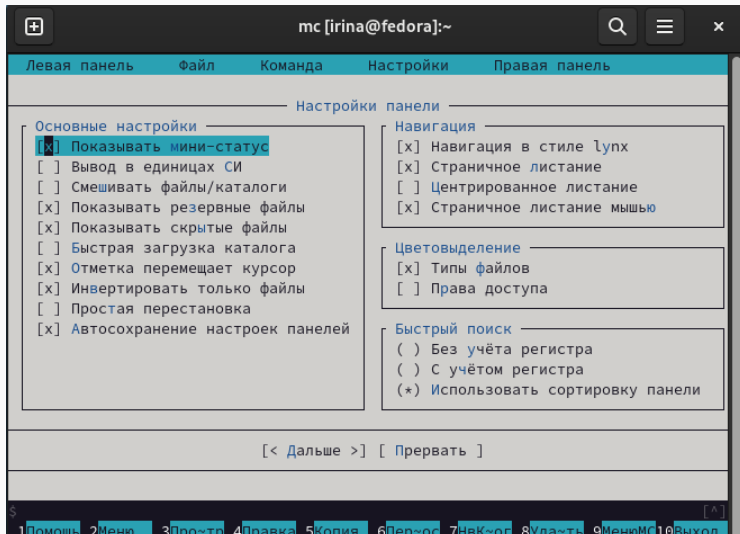 mc [irina@fedora]:~
Левая панель Файл Команда Настройки Правая панель
Настройки панели
Основные настройки
[x] Показывать мини-статус
[ ] Вывод в единицах СИ
[ ] Смешивать файлы/каталоги
[x] Показывать резервные файлы
[x] Показывать скрытые файлы
[ ] Быстрая загрузка каталога
[x] Отметка перемещает курсор
[x] Инвертировать только файлы
[ ] Простая перестановка
[x] Автосохранение настроек панелей
Навигация
[x] Навигация в стиле lynx
[x] Страничное листание
[ ] Центрированное листание
[x] Страничное листание мышью
Цветовыделение
[x] Типы файлов
[ ] Права доступа
Быстрый поиск
( ) Без учёта регистра
( ) С учётом регистра
(*) Использовать сортировку панели
[< Дальше >] [ Прервать ]
$ [^]
1Помощь 2Меню 3Про~тр 4Правка 5Копия 6Пер~ос 7НвК~ог 8Уда~ть 9МенюMC 10Выход